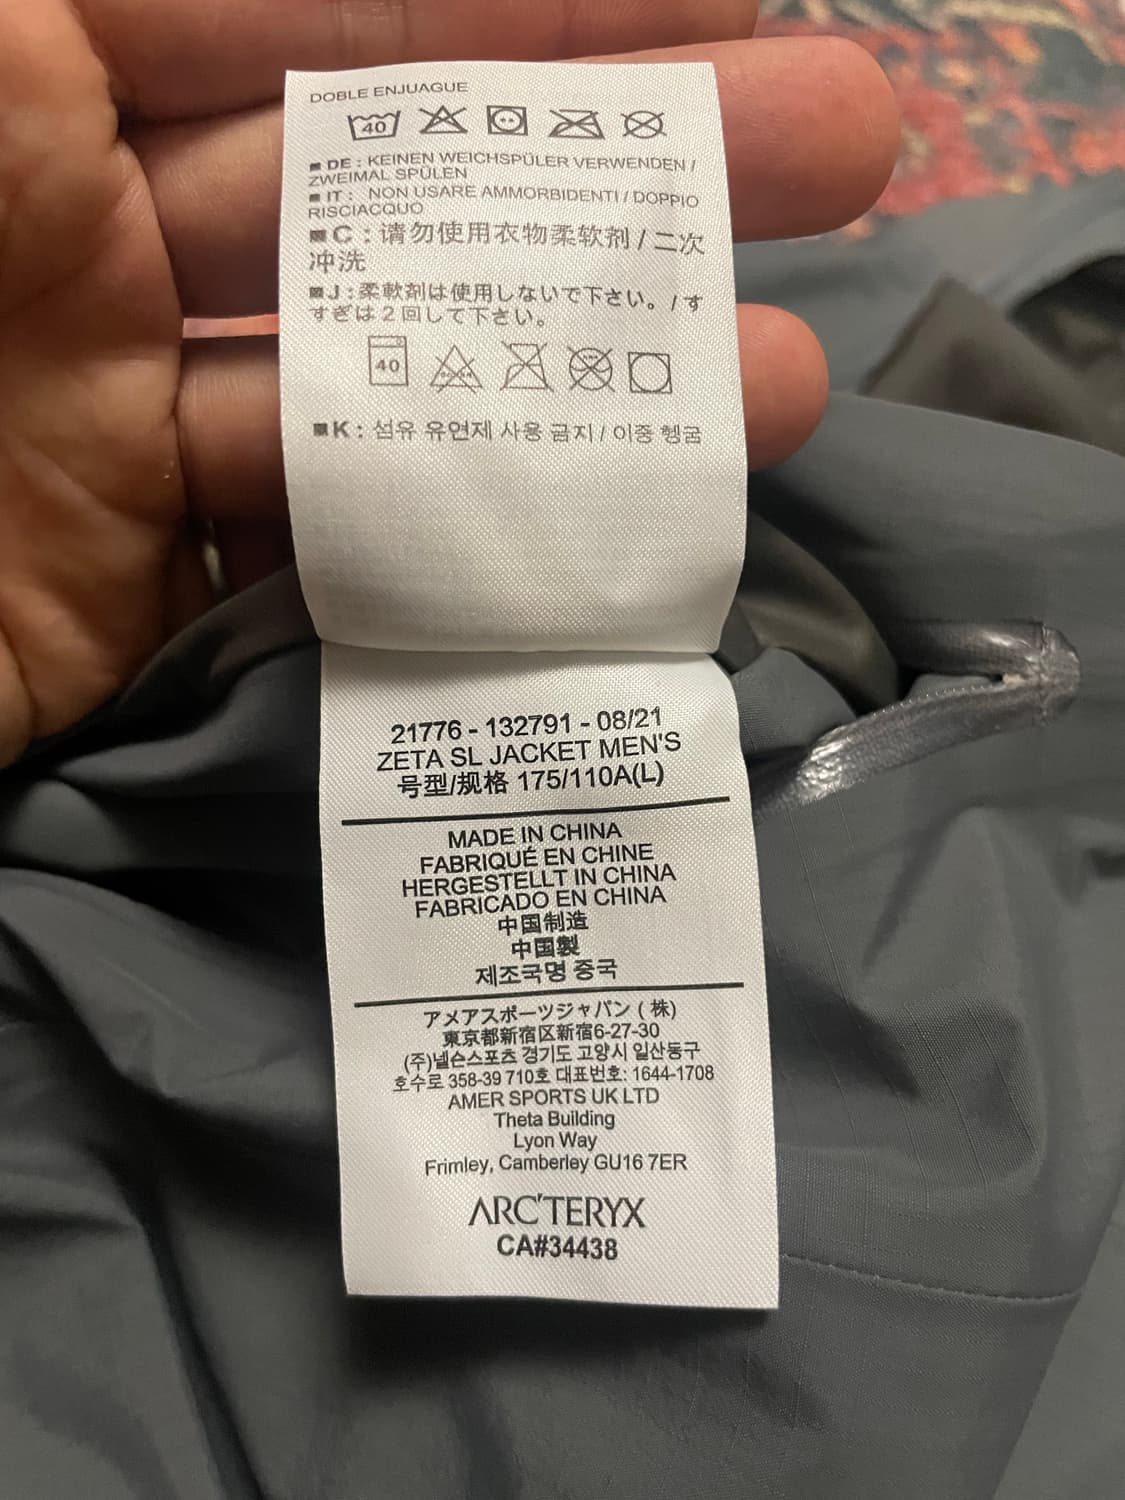 DOBLE ENJUAGUE
40
■ DE : KEINEN WEICHSPÜLER VERWENDEN /
ZWEIMAL SPÜLEN
■ IT : NON USARE AMMORBIDENTI / DOPPIO
RISCIACQUO
■ C : 请勿使用衣物柔软剂 / 二次
冲洗
■ J : 柔軟剤は使用しないで下さい。/ す
すぎは2回して下さい。
40
■ K : 섬유 유연제 사용 금지 / 이중 헹굼
21776 - 132791 - 08/21
ZETA SL JACKET MEN'S
号型/规格 175/110A(L)
MADE IN CHINA
FABRIQUÉ EN CHINE
HERGESTELLT IN CHINA
FABRICADO EN CHINA
中国制造
中国製
제조국명 중국
アメアスポーツジャパン ( 株)
東京都新宿区新宿6-27-30
(주)넬슨스포츠 경기도 고양시 일산동구
호수로 358-39 710호 대표번호: 1644-1708
AMER SPORTS UK LTD
Theta Building
Lyon Way
Frimley, Camberley GU16 7ER
ARC'TERYX
CA#34438